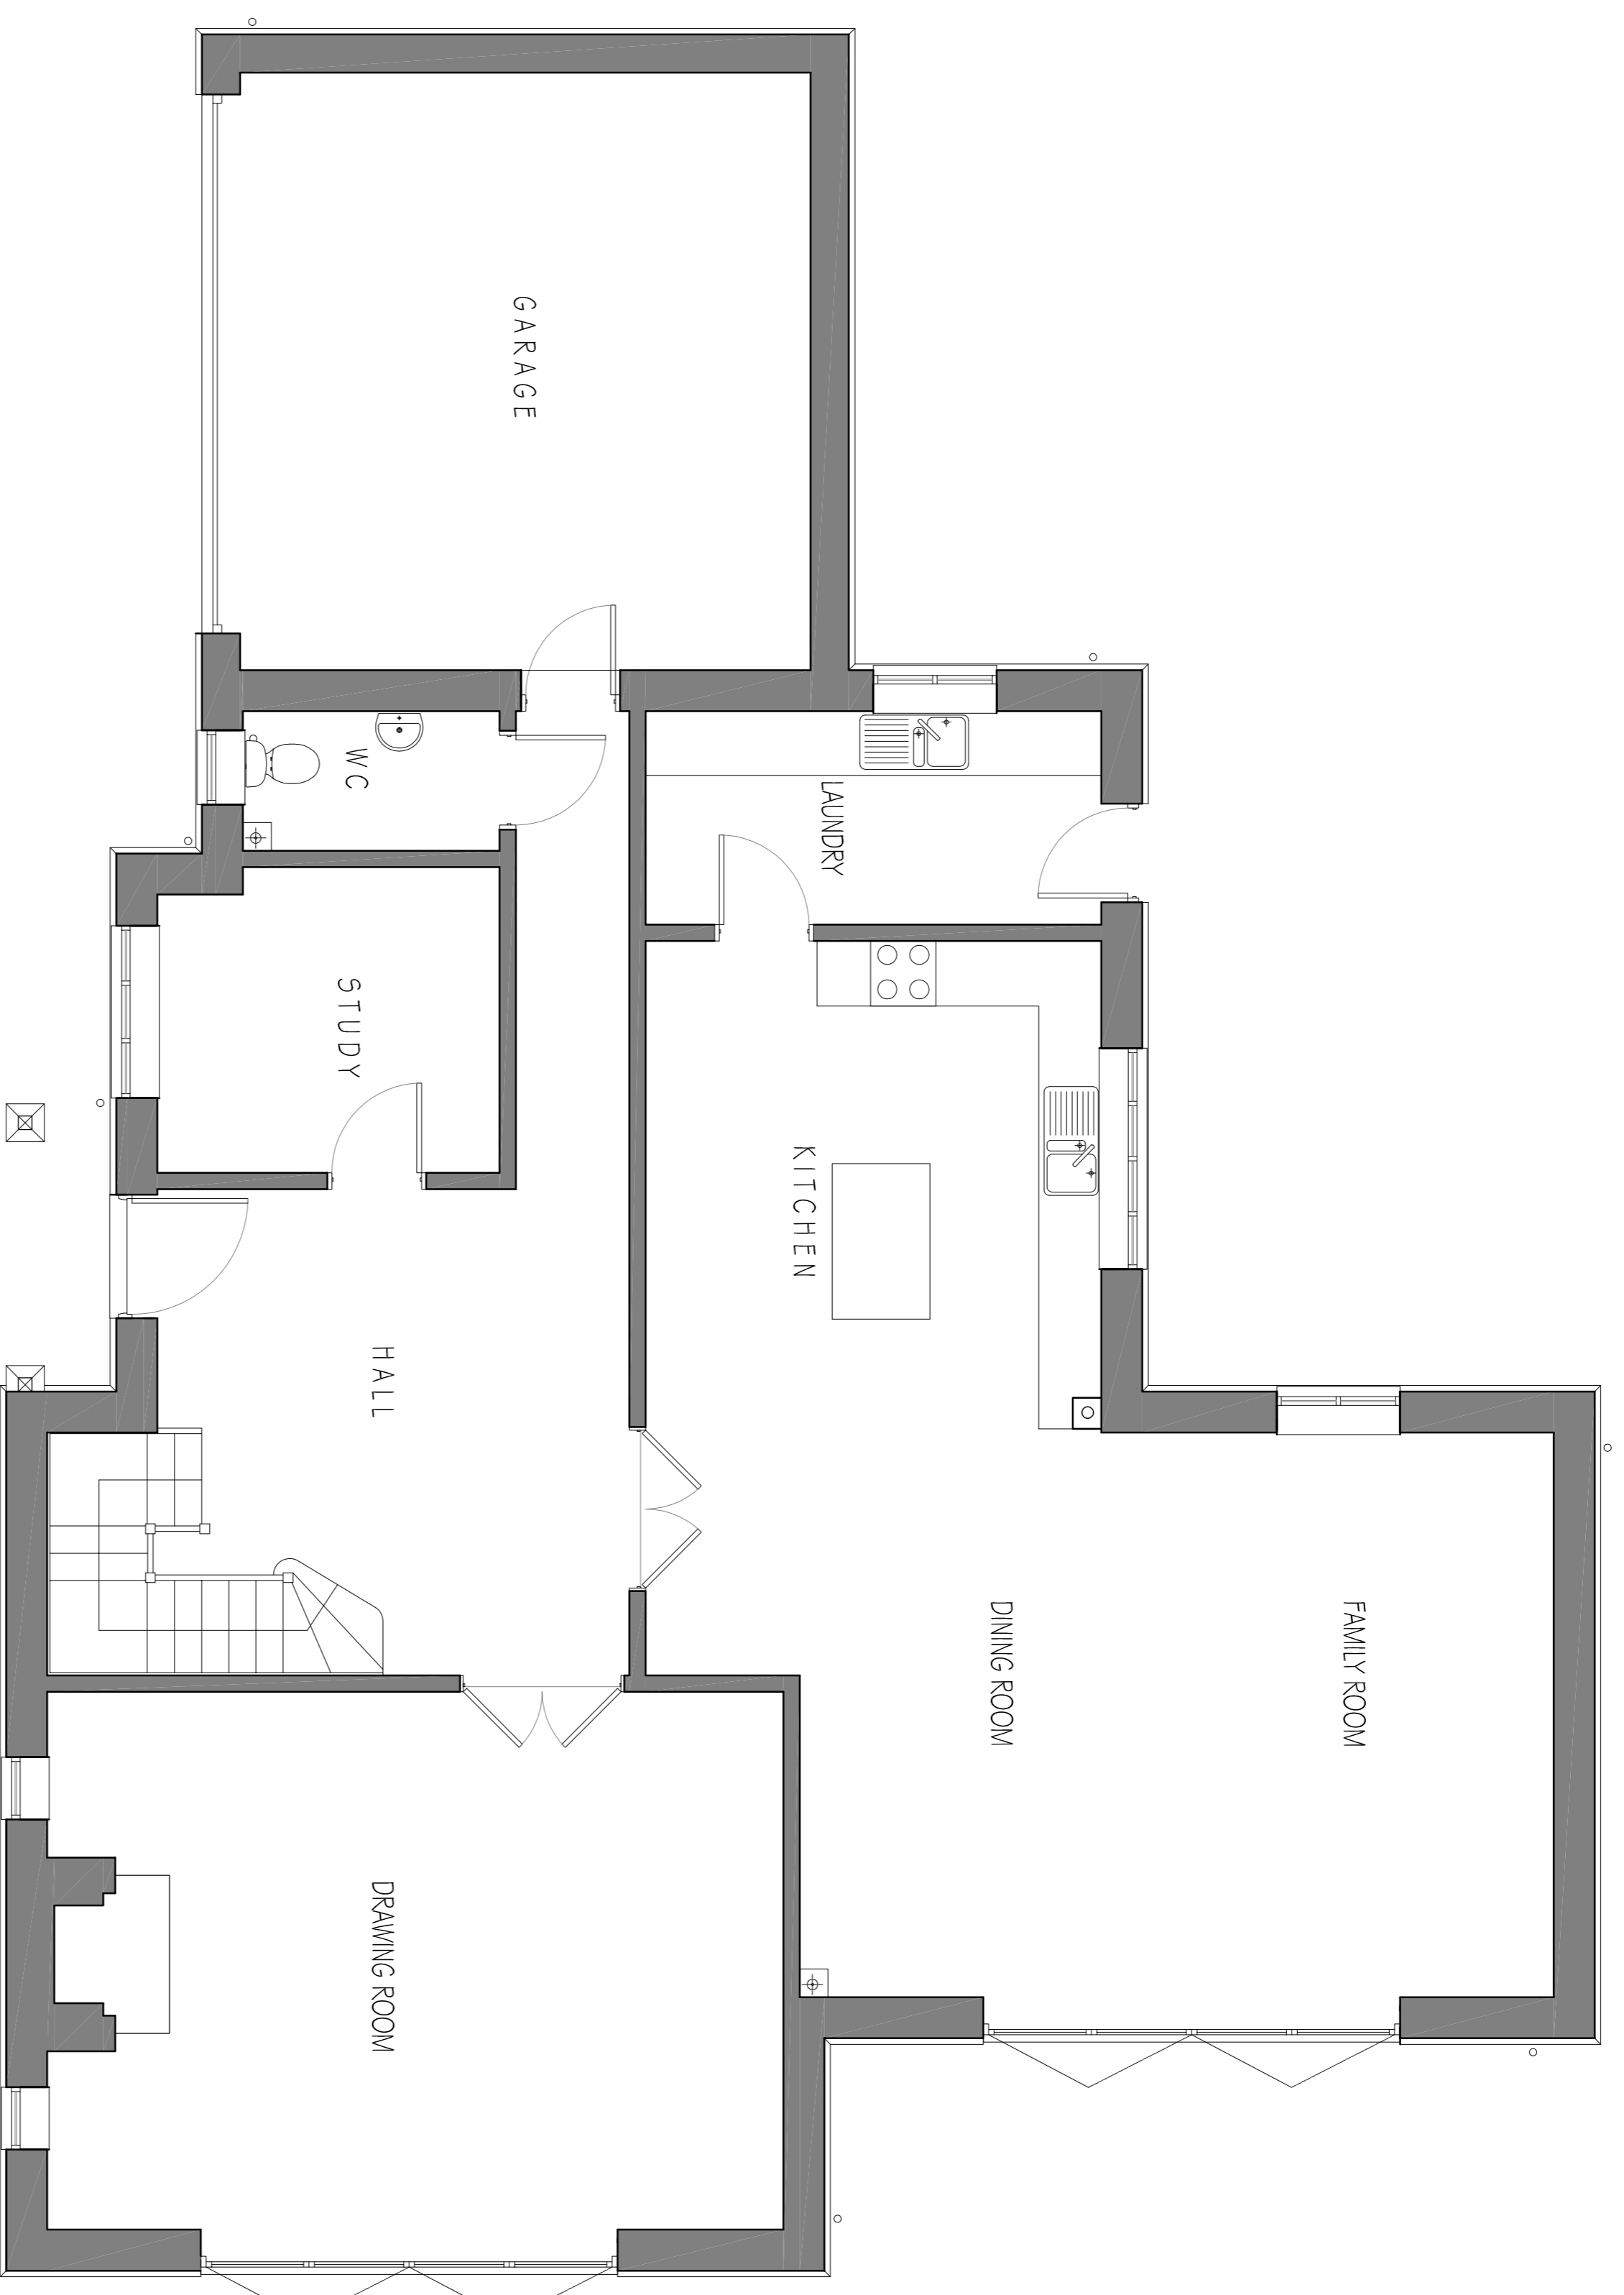 FAMILY ROOM
DINING ROOM
LAUNDRY
KITCHEN
GARAGE
WC
STUDY
HALL
DRAWING ROOM